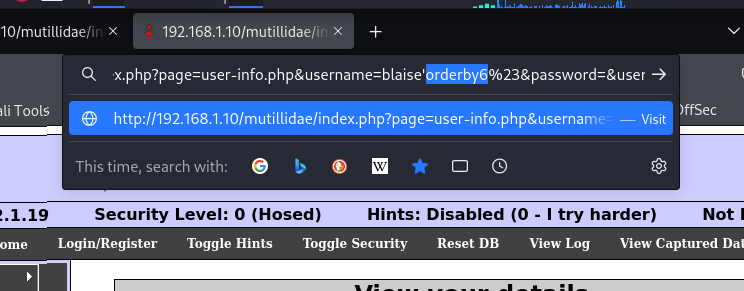 10/mutillidae/in
192.168.1.10/mutillidae/in
x.php?page=user-info.php&username=blaise'orderby6%23&password=&user
ali Tools
OffSec
http://192.168.1.10/mutillidae/index.php?page=user-info.php&username= — Visit
This time, search with:
2.1.19 Security Level: 0 (Hosed) Hints: Disabled (0 - I try harder) Not
ome Login/Register Toggle Hints Toggle Security Reset DB View Log View Captured Dat
View your details